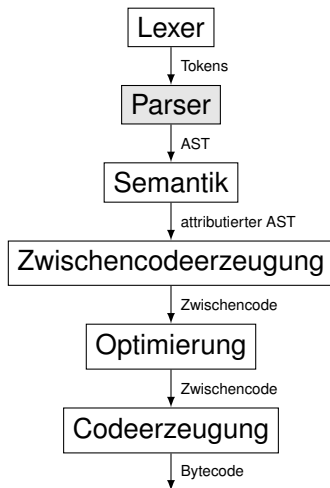 Lexer
Tokens
Parser
AST
Semantik
attributierter AST
Zwischencodeerzeugung
Zwischencode
Optimierung
Zwischencode
Codeerzeugung
Bytecode